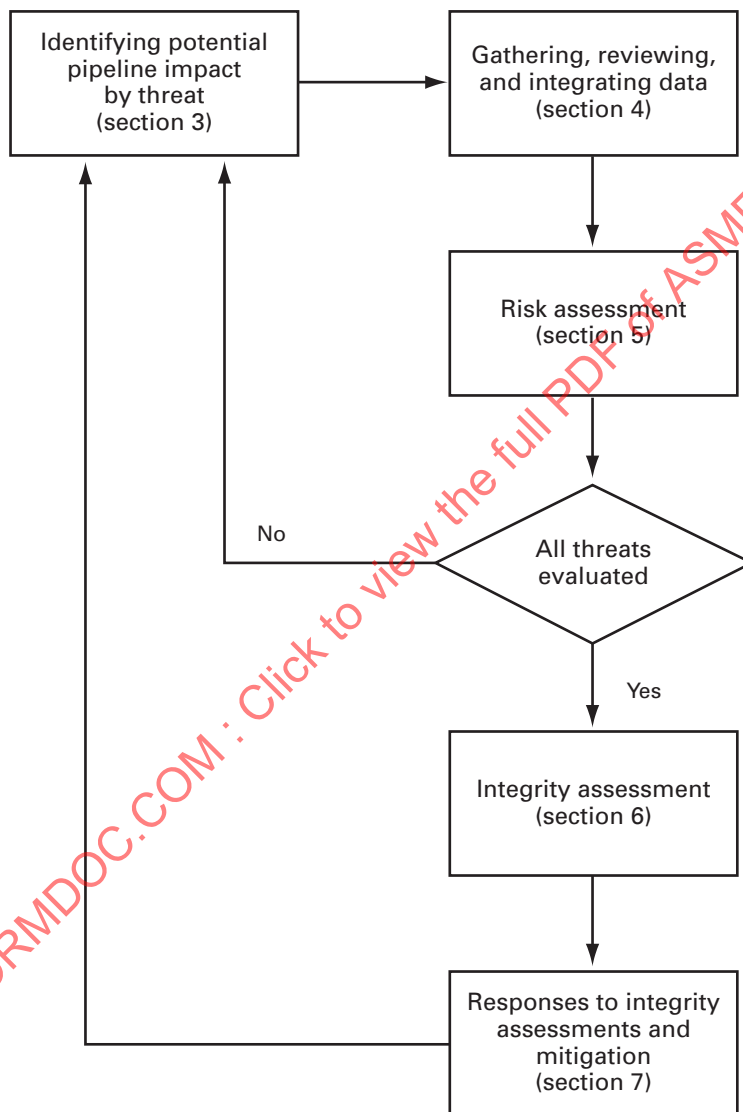 Identifying potential
pipeline impact
by threat
(section 3)
Gathering, reviewing,
and integrating data
(section 4)
Risk assessment
(section 5)
All threats
evaluated
No
Yes
Integrity assessment
(section 6)
Responses to integrity
assessments and
mitigation
(section 7)
RMDOC.COM : Click to view the full PDF of ASME